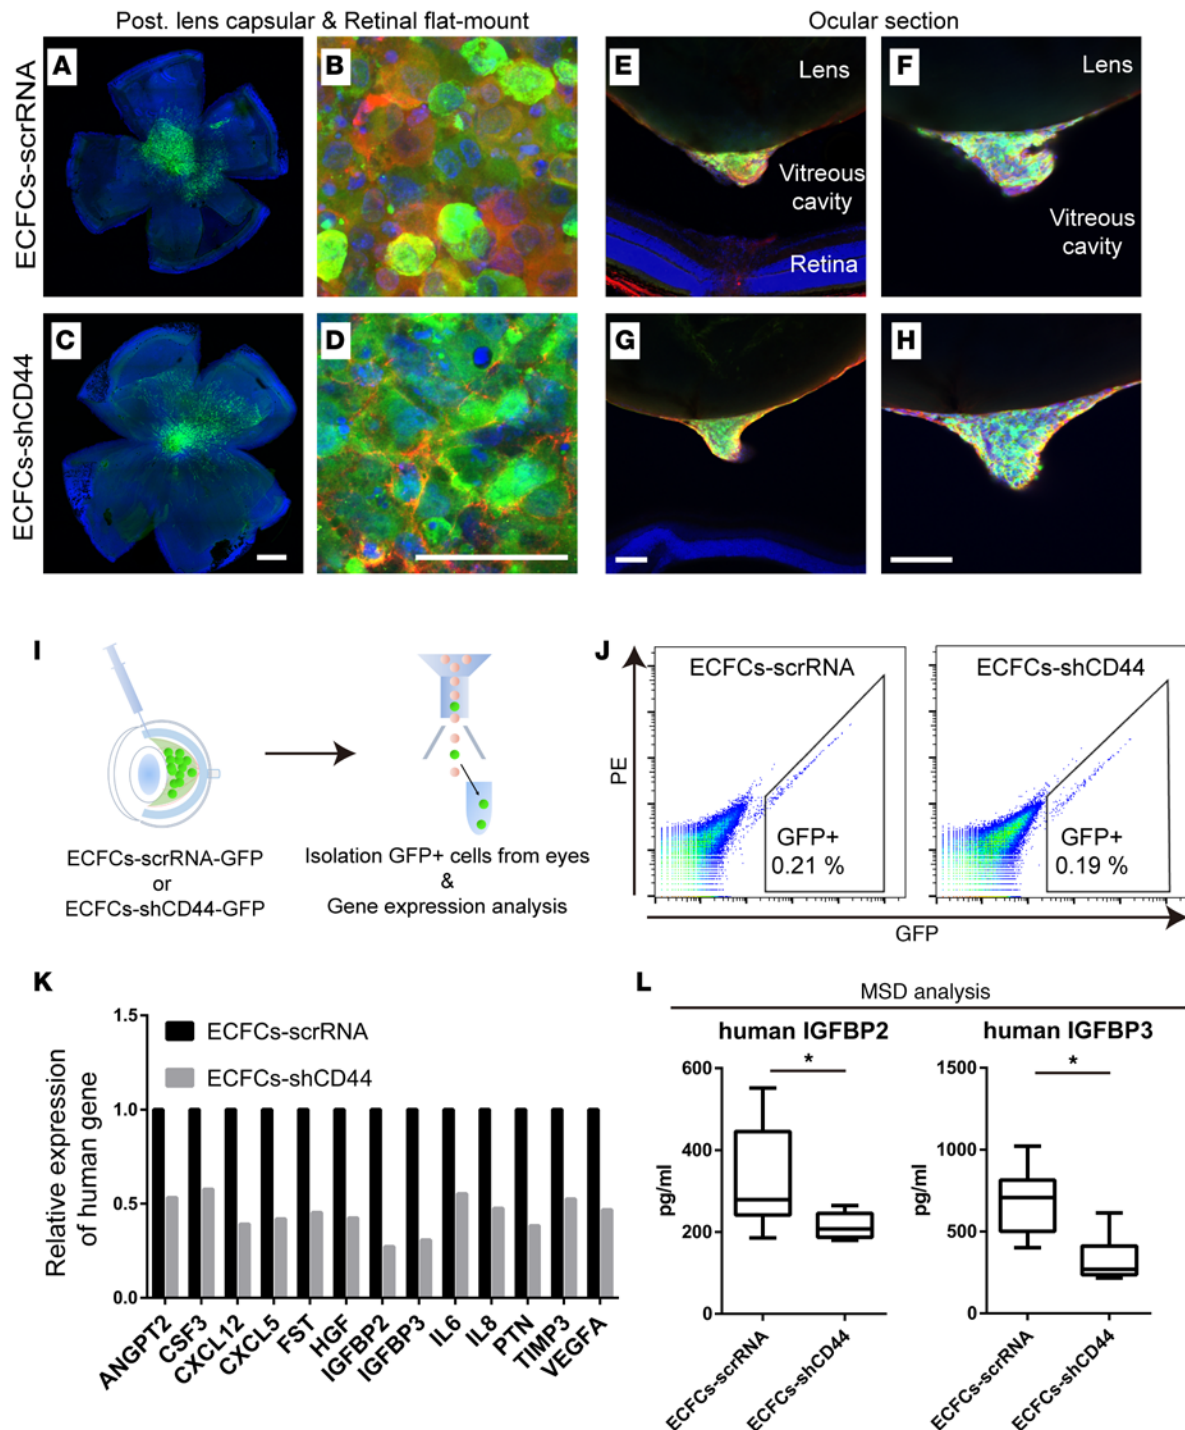 Post. lens capsular & Retinal flat-mount
Ocular section
ECFCs-scrRNA
A
B
E
Lens
Vitreous
cavity
Retina
F
Lens
Vitreous
cavity
ECFCs-shCD44
C
D
G
H
I
ECFCs-scrRNA-GFP
or
ECFCs-shCD44-GFP
Isolation GFP+ cells from eyes
&
Gene expression analysis
J
ECFCs-scrRNA
ECFCs-shCD44
PE
GFP+
0.21 %
GFP+
0.19 %
GFP
K
ECFCs-scrRNA
ECFCs-shCD44
Relative expression
of human gene
1.5
1.0
0.5
0.0
ANGPT2
CSF3
CXCL12
CXCL5
FST
HGF
IGFBP2
IGFBP3
IL6
IL8
PTN
TIMP3
VEGFA
L
MSD analysis
human IGFBP2
*
pg/ml
600
400
200
0
ECFCs-scrRNA
ECFCs-shCD44
human IGFBP3
*
pg/ml
1500
1000
500
0
ECFCs-scrRNA
ECFCs-shCD44